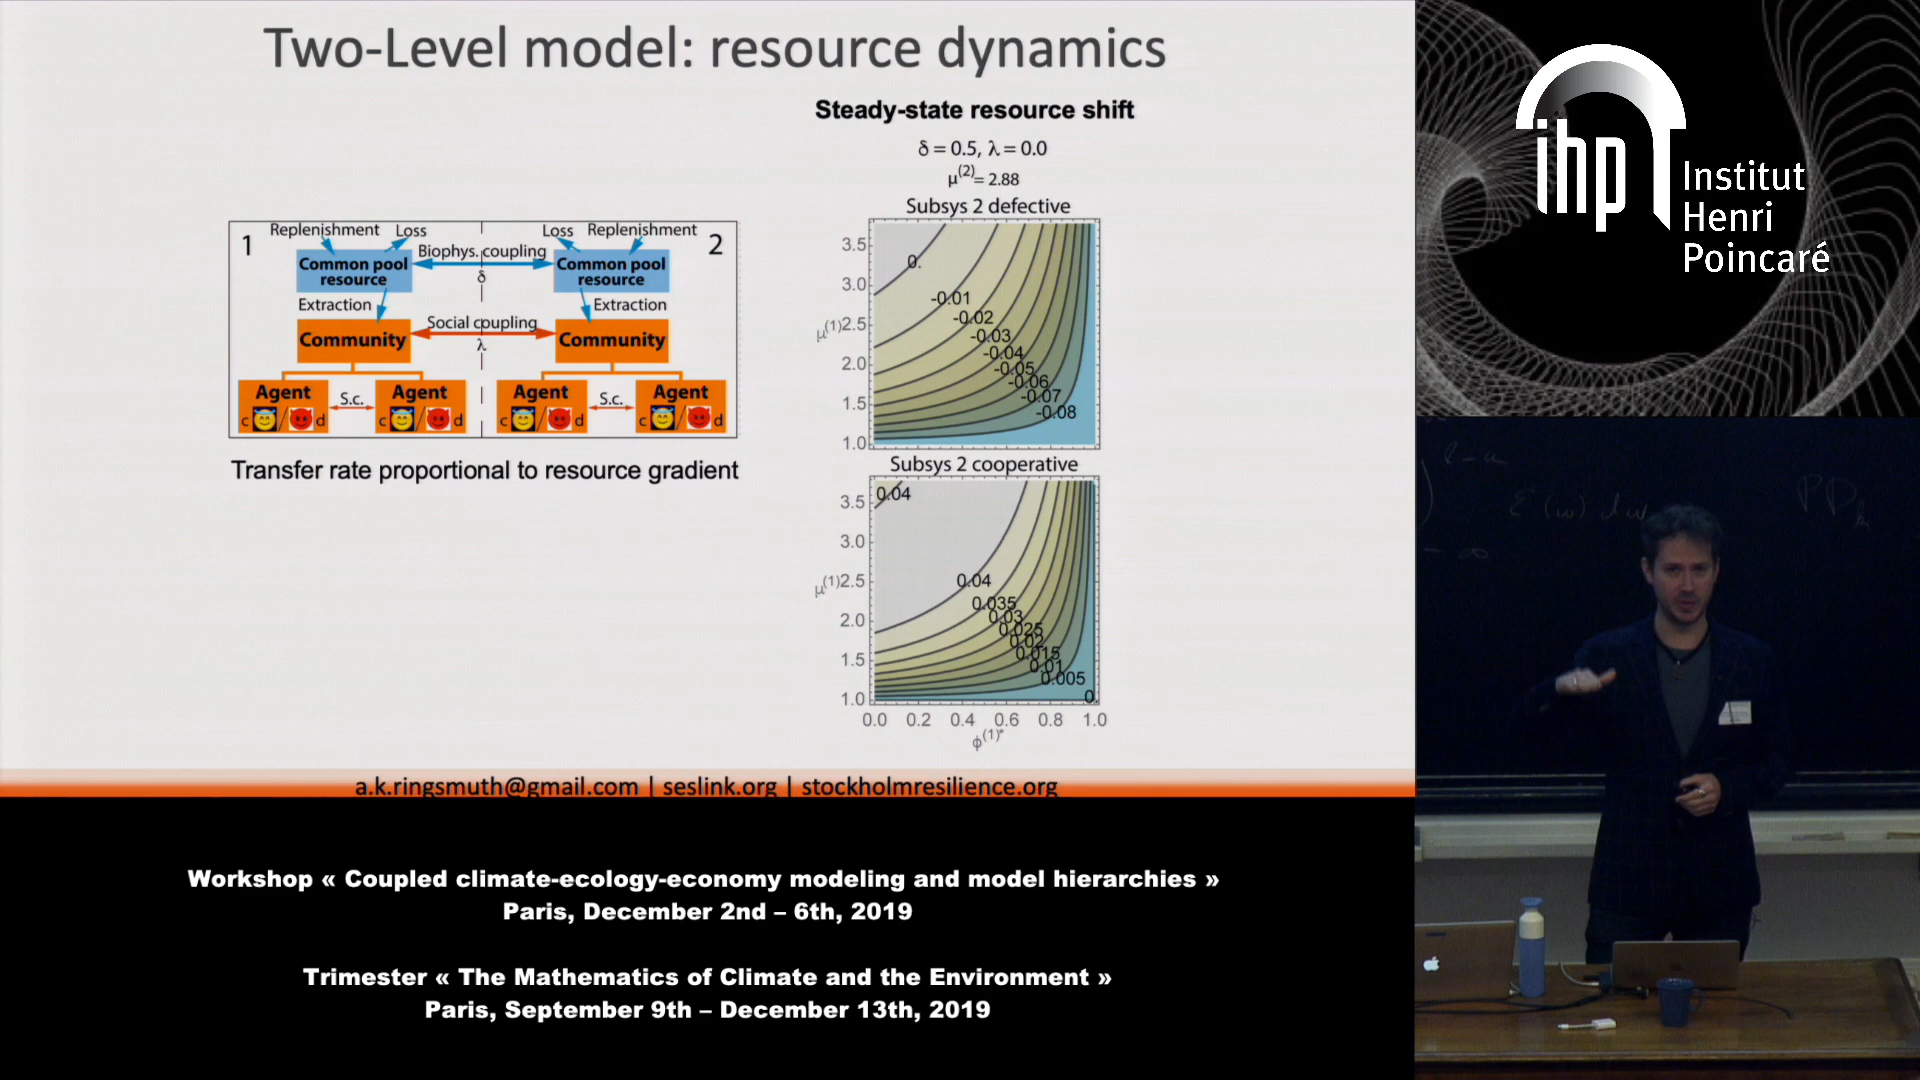 Two-Level model: resource dynamics
Steady-state resource shift
δ = 0.5, λ = 0.0
μ(2)= 2.88
Subsys 2 defective
1
Replenishment
Loss
Loss
Replenishment
2
Common pool
resource
Biophys. coupling
δ
Common pool
resource
Extraction
Extraction
Community
Social coupling
λ
Community
Agent
c / d
S.c.
Agent
c / d
Agent
c / d
S.c.
Agent
c / d
Transfer rate proportional to resource gradient
3.5
3.0
2.5
2.0
1.5
1.0
μ(1)
0.
-0.01
-0.02
-0.03
-0.04
-0.05
-0.06
-0.07
-0.08
Subsys 2 cooperative
3.5
3.0
2.5
2.0
1.5
1.0
μ(1)
0.04
0.04
0.035
0.03
0.025
0.02
0.015
0.01
0.005
0
0.0 0.2 0.4 0.6 0.8 1.0
ϕ(1)*
a.k.ringsmuth@gmail.com | seslink.org | stockholmresilience.org
Workshop « Coupled climate-ecology-economy modeling and model hierarchies »
Paris, December 2nd – 6th, 2019
Trimester « The Mathematics of Climate and the Environment »
Paris, September 9th – December 13th, 2019
ihp
Institut
Henri
Poincaré